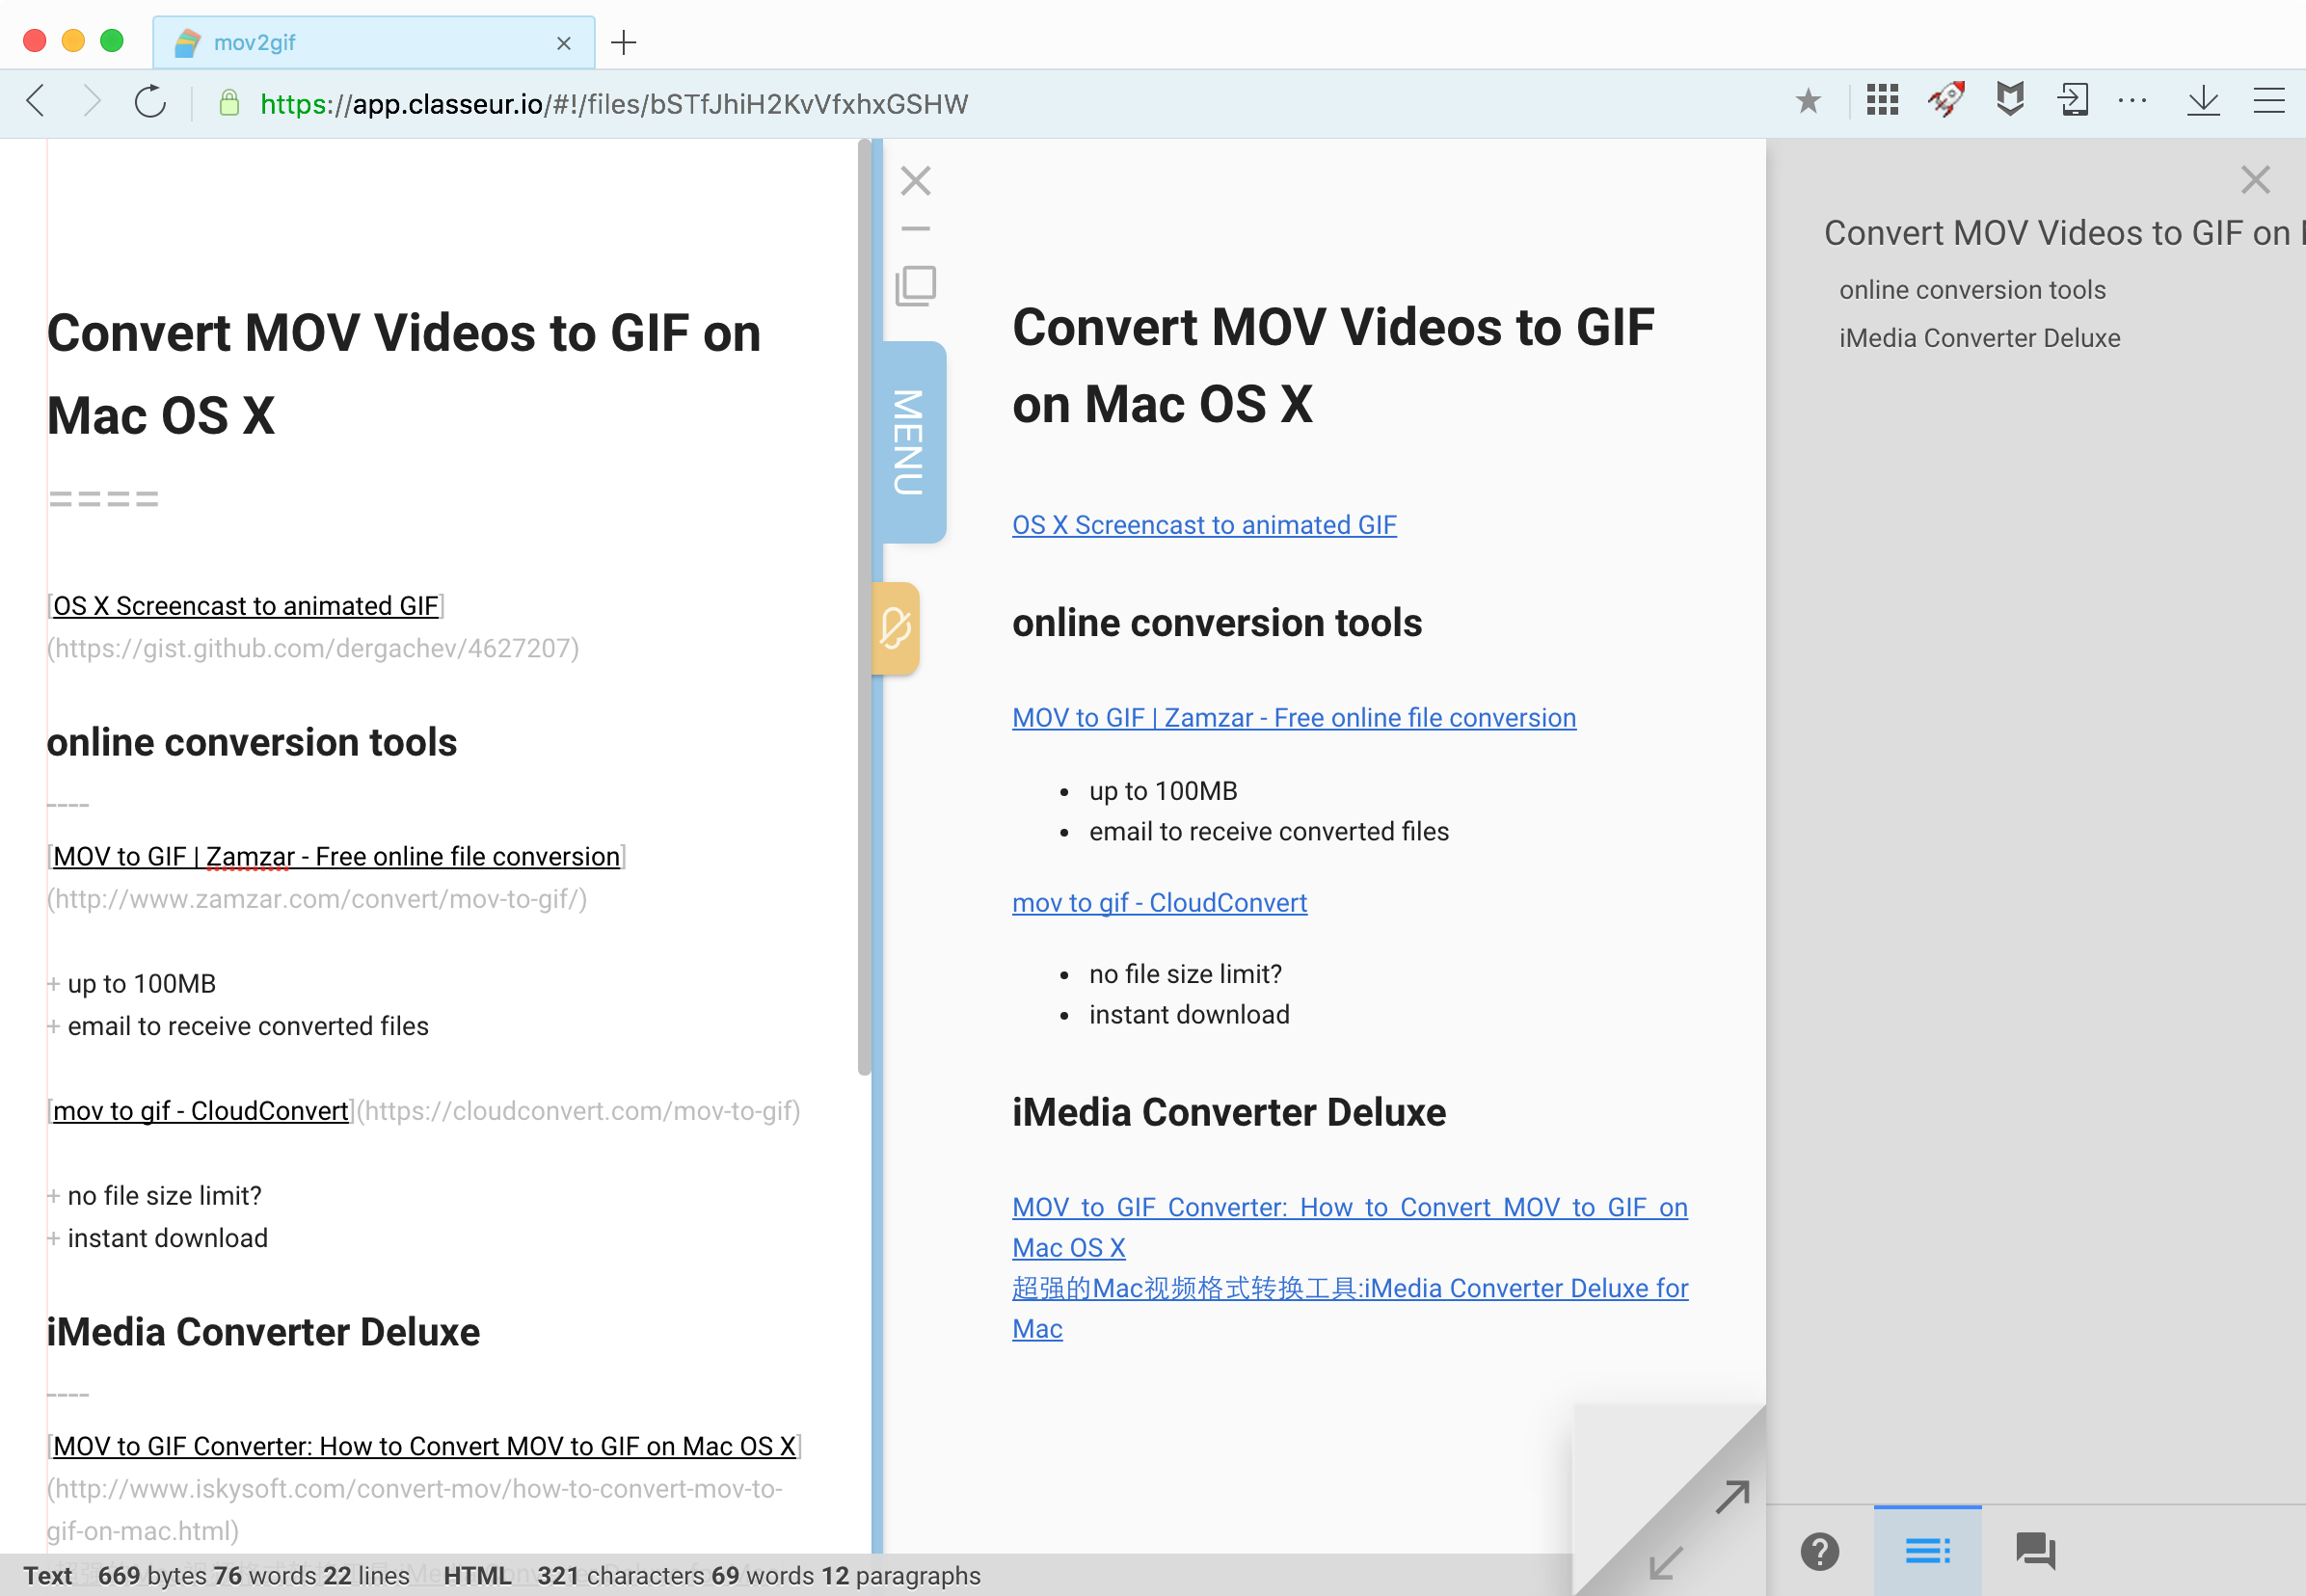 mov2gif
https://app.classeur.io/#!/files/bSTfJhiH2KvVfxhxGSHW
Convert MOV Videos to GIF on
Mac OS X
====
[OS X Screencast to animated GIF]
(https://gist.github.com/dergachev/4627207)
online conversion tools
----
[MOV to GIF | Zamzar - Free online file conversion]
(http://www.zamzar.com/convert/mov-to-gif/)
+ up to 100MB
+ email to receive converted files
[mov to gif - CloudConvert](https://cloudconvert.com/mov-to-gif)
+ no file size limit?
+ instant download
iMedia Converter Deluxe
----
[MOV to GIF Converter: How to Convert MOV to GIF on Mac OS X]
(http://www.iskysoft.com/convert-mov/how-to-convert-mov-to-
gif-on-mac.html)
Text 669 bytes 76 words 22 lines HTML 321 characters 69 words 12 paragraphs
MENU
Convert MOV Videos to GIF
on Mac OS X
OS X Screencast to animated GIF
online conversion tools
MOV to GIF | Zamzar - Free online file conversion
• up to 100MB
• email to receive converted files
mov to gif - CloudConvert
• no file size limit?
• instant download
iMedia Converter Deluxe
MOV to GIF Converter: How to Convert MOV to GIF on
Mac OS X
超强的Mac视频格式转换工具:iMedia Converter Deluxe for
Mac
Convert MOV Videos to GIF on
online conversion tools
iMedia Converter Deluxe